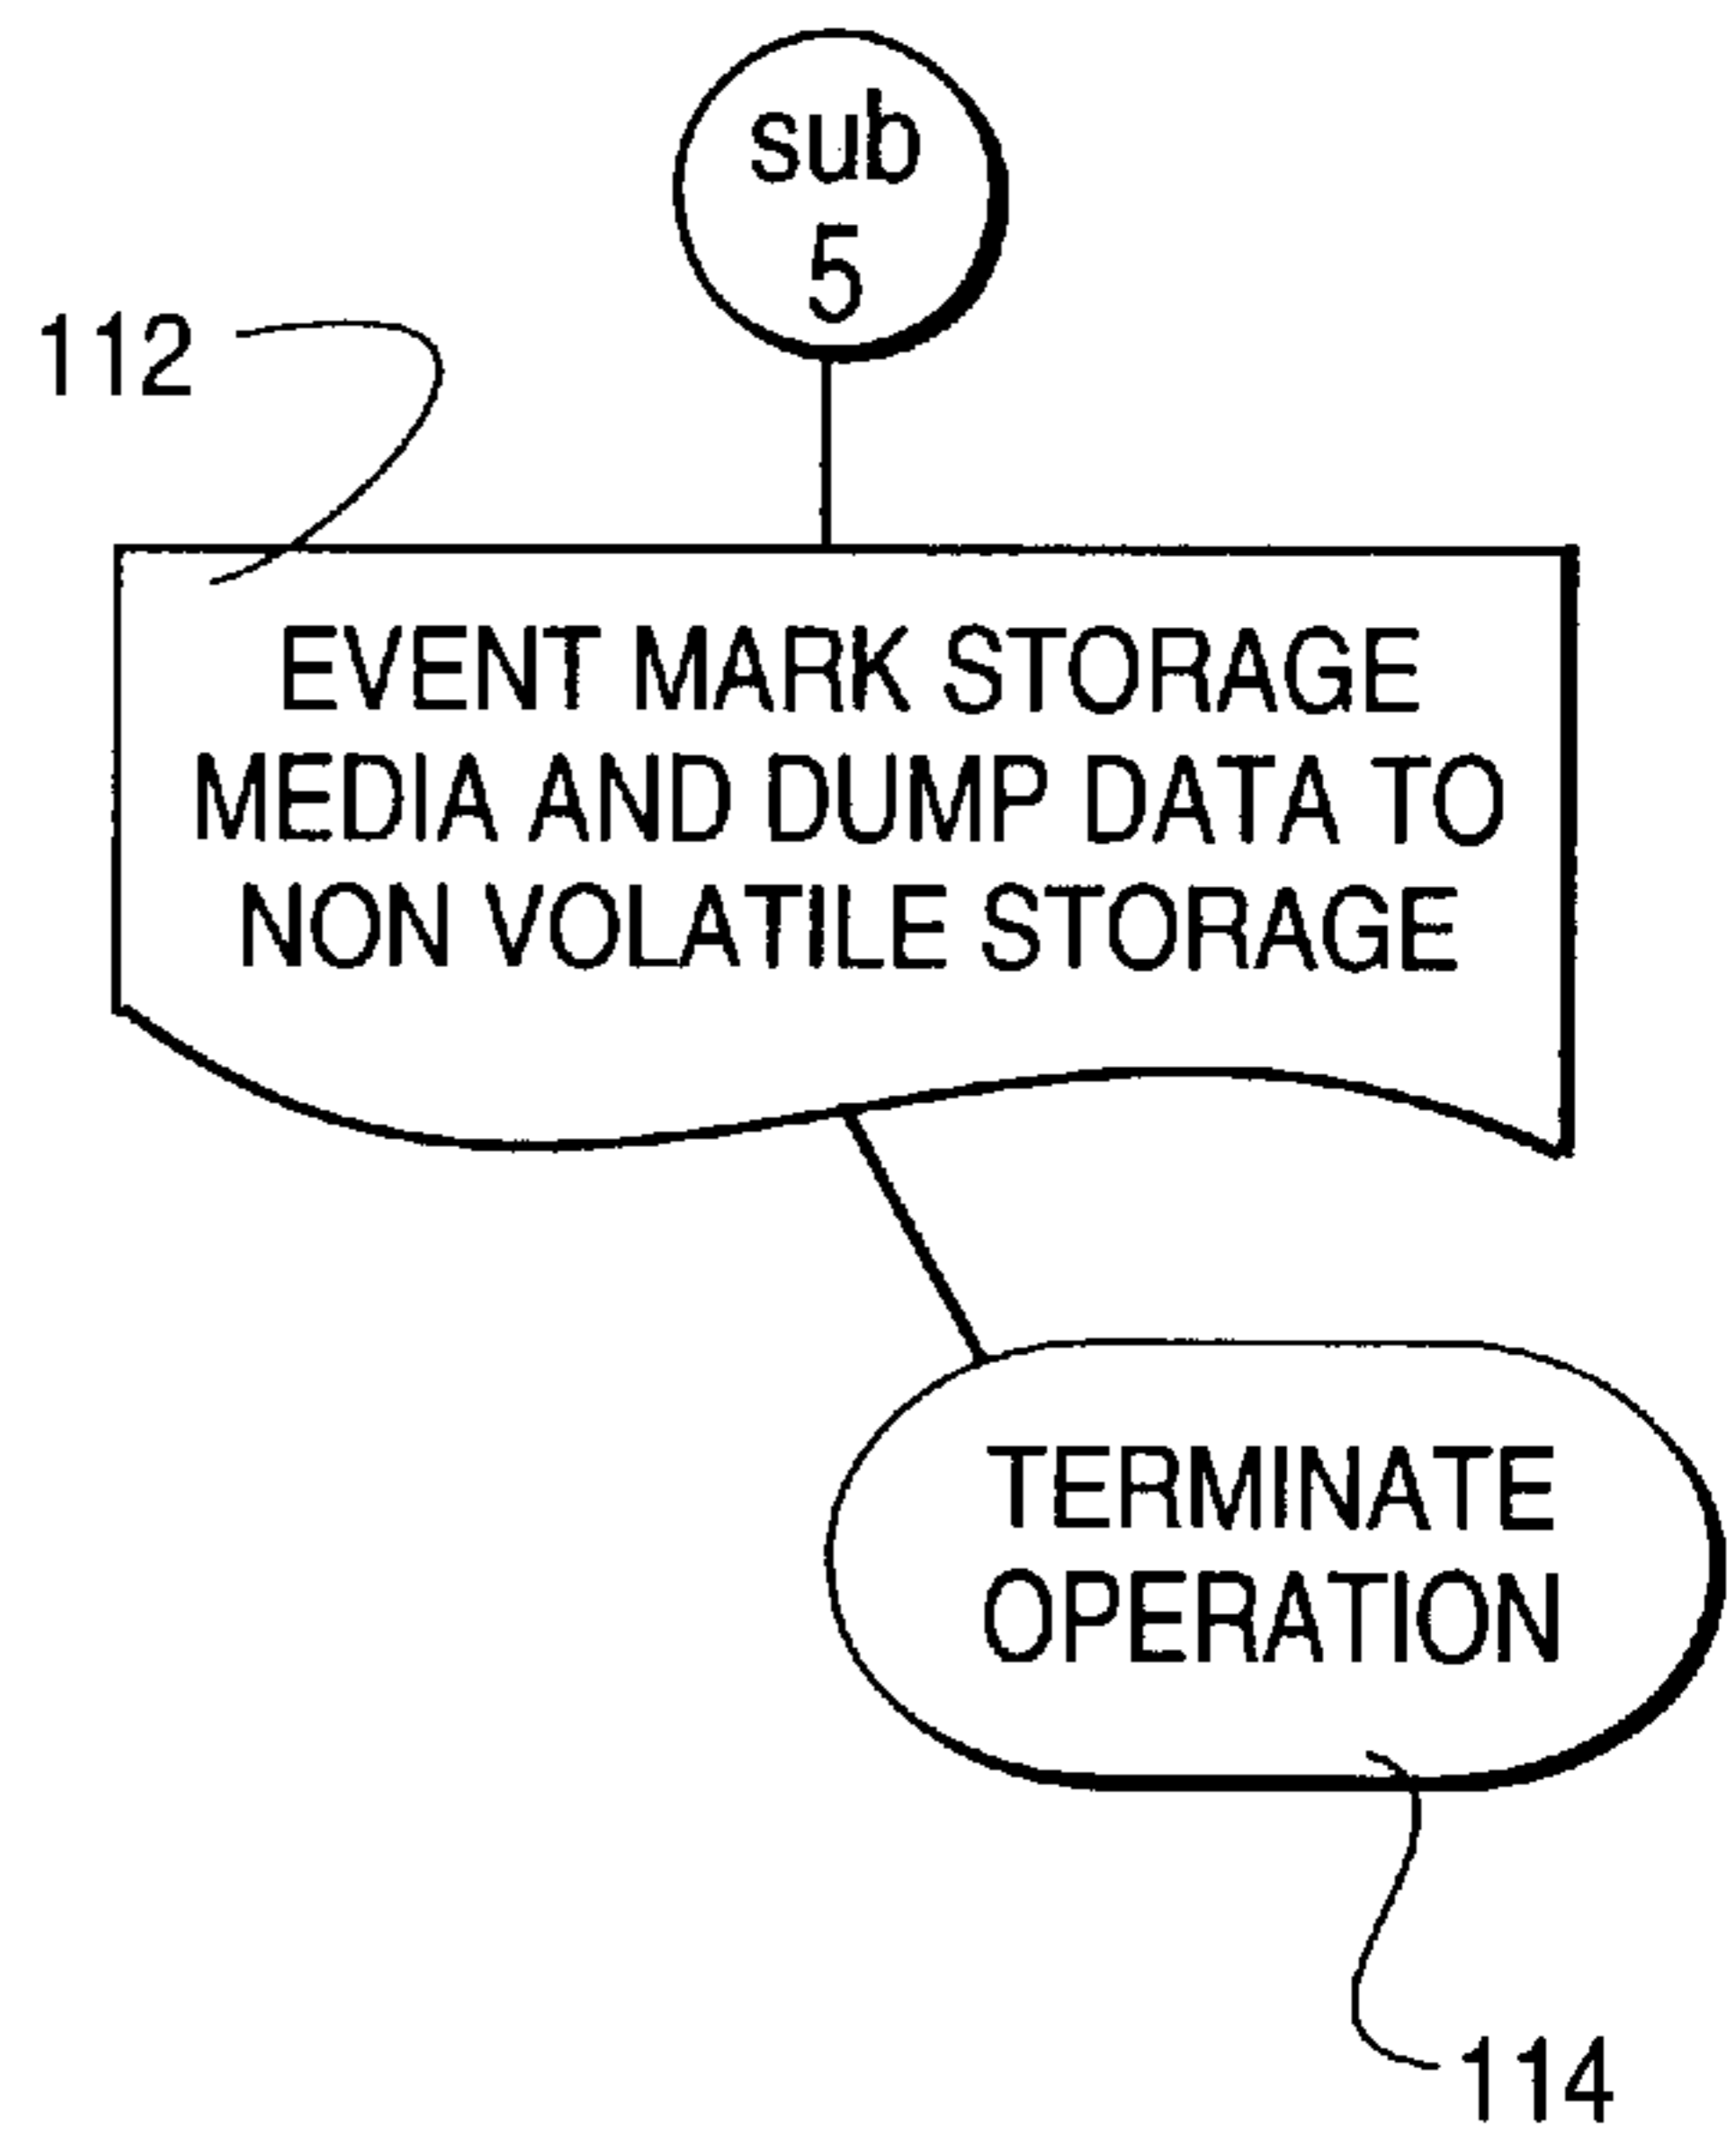 sub
5
112
EVENT MARK STORAGE
MEDIA AND DUMP DATA TO
NON VOLATILE STORAGE
TERMINATE
OPERATION
114